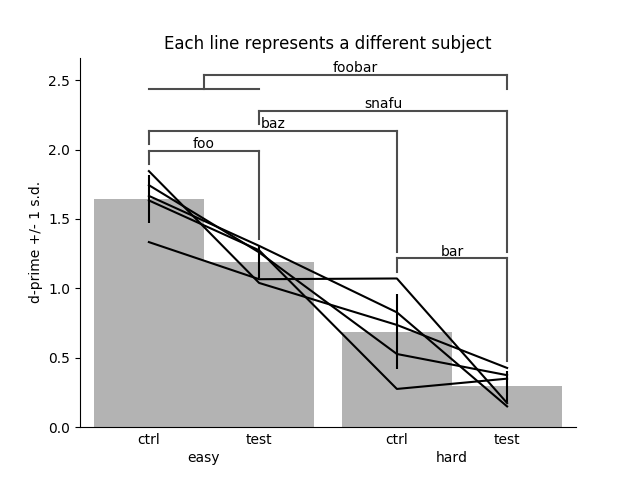 Each line represents a different subject
foobar
snafu
baz
foo
bar
d-prime +/- 1 s.d.
2.5
2.0
1.5
1.0
0.5
0.0
ctrl test ctrl test
easy hard